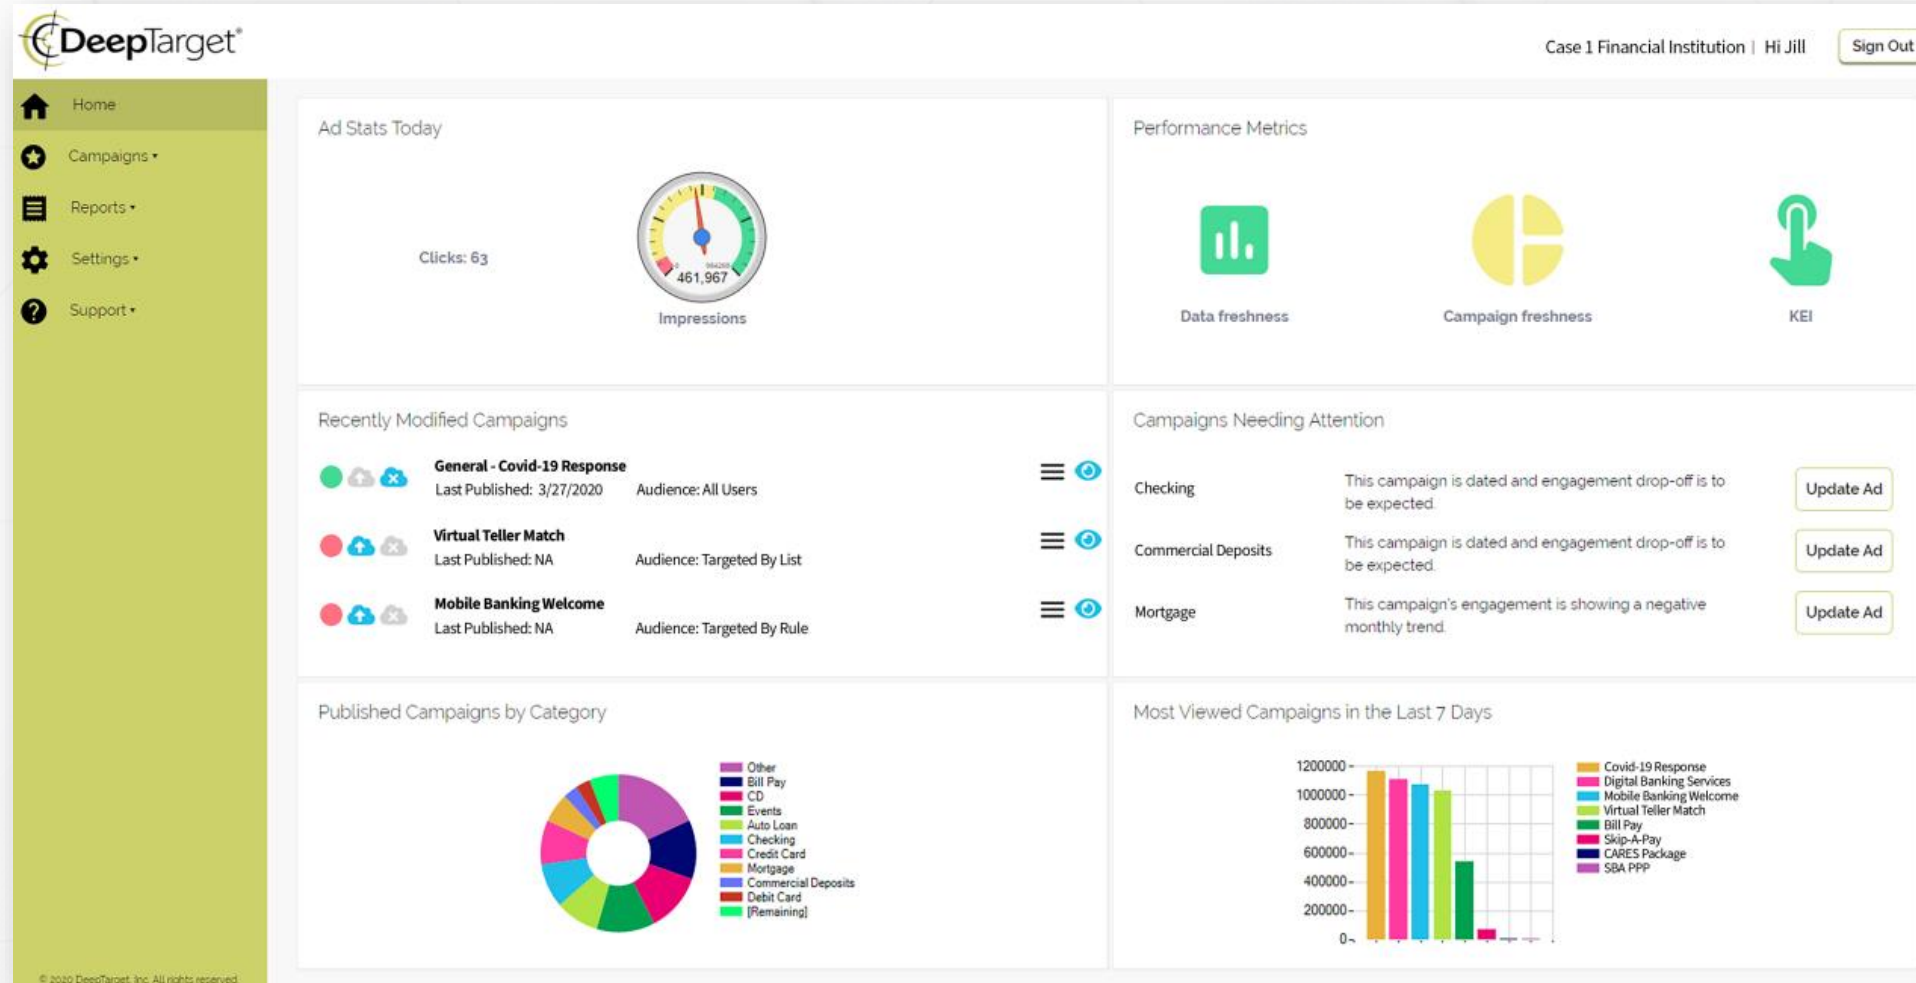 DeepTarget®
Case 1 Financial Institution | Hi Jill
Sign Out
Home
Campaigns
Reports
Settings
Support
© 2020 DeepTarget, Inc. All rights reserved.
Ad Stats Today
Clicks: 63
0
461,967
Impressions
Performance Metrics
Data freshness
Campaign freshness
KEI
Recently Modified Campaigns
General - Covid-19 Response
Last Published: 3/27/2020 Audience: All Users
Virtual Teller Match
Last Published: NA Audience: Targeted By List
Mobile Banking Welcome
Last Published: NA Audience: Targeted By Rule
Campaigns Needing Attention
Checking
This campaign is dated and engagement drop-off is to
be expected.
Update Ad
Commercial Deposits
This campaign is dated and engagement drop-off is to
be expected.
Update Ad
Mortgage
This campaign's engagement is showing a negative
monthly trend.
Update Ad
Published Campaigns by Category
Other
Bill Pay
CD
Events
Auto Loan
Checking
Credit Card
Mortgage
Commercial Deposits
Debit Card
[Remaining]
Most Viewed Campaigns in the Last 7 Days
1200000
1000000
800000
600000
400000
200000
0
Covid-19 Response
Digital Banking Services
Mobile Banking Welcome
Virtual Teller Match
Bill Pay
Skip-A-Pay
CARES Package
SBA PPP